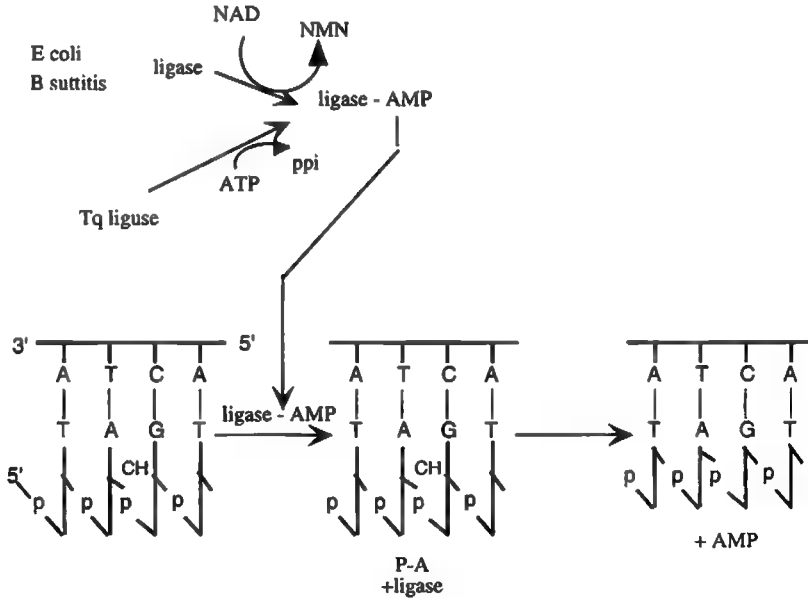 NAD
NMN
E coli
B suttitis
ligase
ligase - AMP
ppi
ATP
Tq liguse
3' 5'
A T C A A T C A A T C A
ligase - AMP
T A G T T A G T T A G T
CH CH
5'
p p p p p p p p p p p p
+ AMP
P-A
+ligase